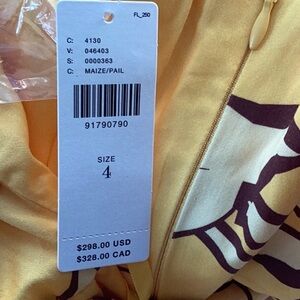 FL_250
C: 4130
V: 046403
S: 0000363
C: MAIZE/PAIL
91790790
SIZE
4
$298.00 USD
$328.00 CAD